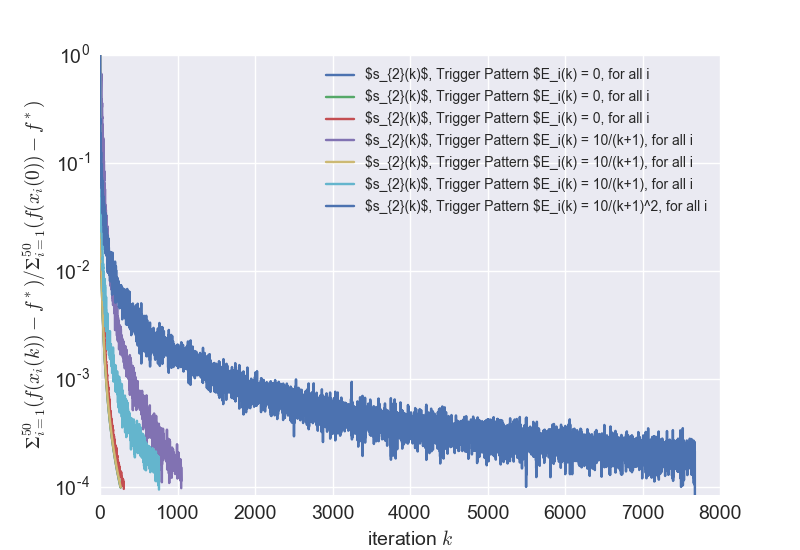 10^0
10^-1
10^-2
10^-3
10^-4
Σ_{i=1}^{50}(f(x_i(k)) − f*)/Σ_{i=1}^{50}(f(x_i(0)) − f*)
$s_{2}(k)$, Trigger Pattern $E_i(k) = 0, for all i
$s_{2}(k)$, Trigger Pattern $E_i(k) = 0, for all i
$s_{2}(k)$, Trigger Pattern $E_i(k) = 0, for all i
$s_{2}(k)$, Trigger Pattern $E_i(k) = 10/(k+1), for all i
$s_{2}(k)$, Trigger Pattern $E_i(k) = 10/(k+1), for all i
$s_{2}(k)$, Trigger Pattern $E_i(k) = 10/(k+1), for all i
$s_{2}(k)$, Trigger Pattern $E_i(k) = 10/(k+1)^2, for all i
0 1000 2000 3000 4000 5000 6000 7000 8000
iteration k